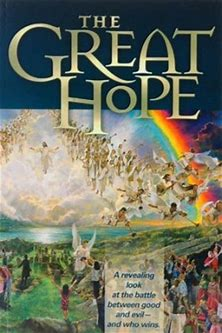 THE
GREAT
HOPE
A revealing
look
at the battle
between good
and evil—
and who wins.